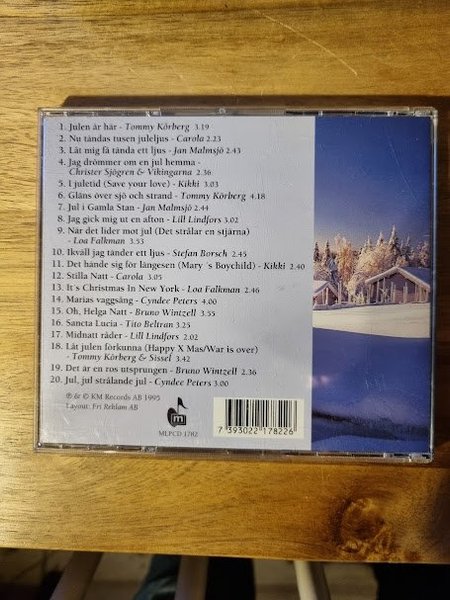 1. Julen är här - Tommy Körberg 3.19
2. Nu tändas tusen juleljus - Carola 2.23
3. Låt mig få tända ett ljus - Jan Malmsjö 2.43
4. Jag drömmer om en jul hemma -
Christer Sjögren & Vikingarna 2.36
5. I juletid (Save your love) - Kikki 3.03
6. Gläns över sjö och strand - Tommy Körberg 4.18
7. Jul i Gamla Stan - Jan Malmsjö 2.44
8. Jag gick mig ut en afton - Lill Lindfors 3.02
9. När det lider mot jul (Det strålar en stjärna)
- Loa Falkman 3.53
10. Ikväll jag tänder ett ljus - Stefan Borsch 2.45
11. Det hände sig för längesen (Mary´s Boychild) - Kikki 2.40
12. Stilla Natt - Carola 3.05
13. It´s Christmas In New York - Loa Falkman 2.46
14. Marias vaggsång - Cyndee Peters 4.00
15. Oh, Helga Natt - Bruno Wintzell 3.55
16. Sancta Lucia - Tito Beltran 3.25
17. Midnatt råder - Lill Lindfors 2.02
18. Låt julen förkunna (Happy X Mas/War is over)
- Tommy Körberg & Sissel 3.42
19. Det är en ros utsprungen - Bruno Wintzell 2.36
20. Jul, jul strålande jul - Cyndee Peters 3.00
℗ & © KM Records AB 1995
Layout: Fri Reklam AB
m
MLPCD 1782
7 393022 178226